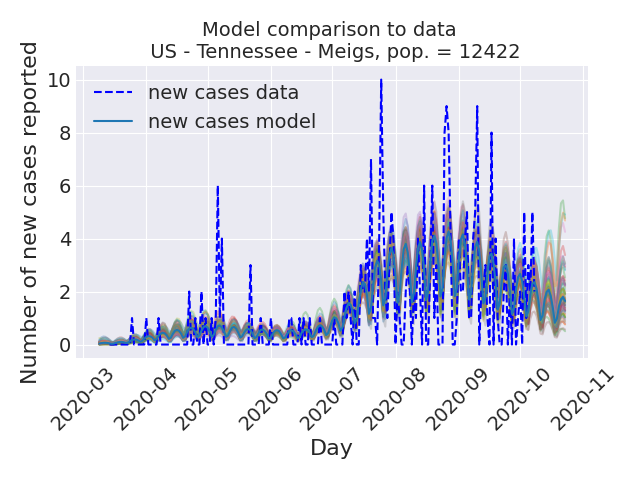 Model comparison to data
US - Tennessee - Meigs, pop. = 12422
new cases data
new cases model
Number of new cases reported
10
8
6
4
2
0
2020-03
2020-04
2020-05
2020-06
2020-07
2020-08
2020-09
2020-10
2020-11
Day